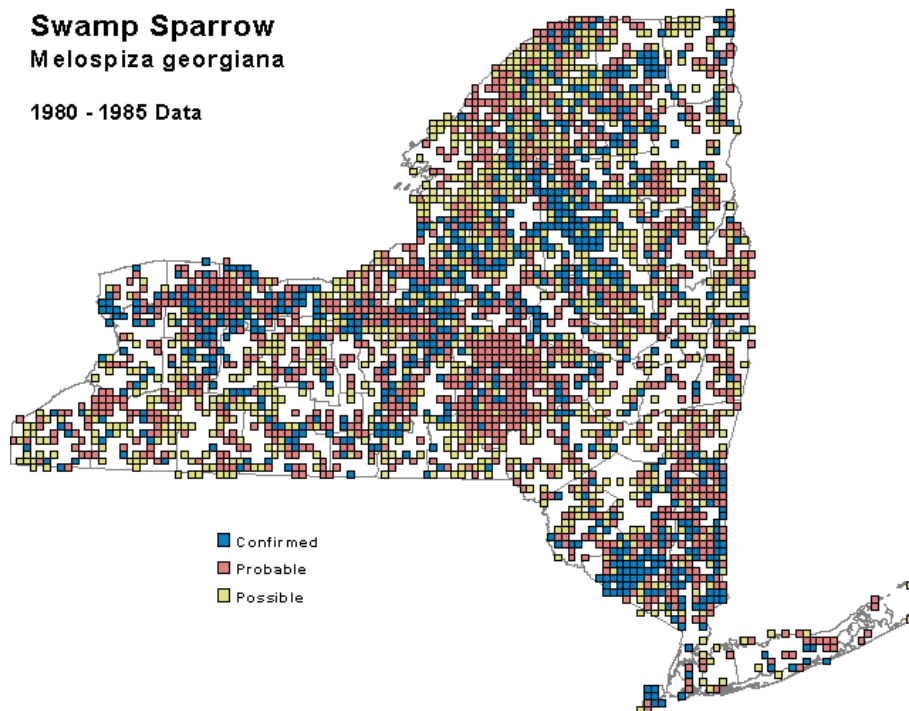 Swamp Sparrow
Melospiza georgiana
1980 - 1985 Data
Confirmed
Probable
Possible